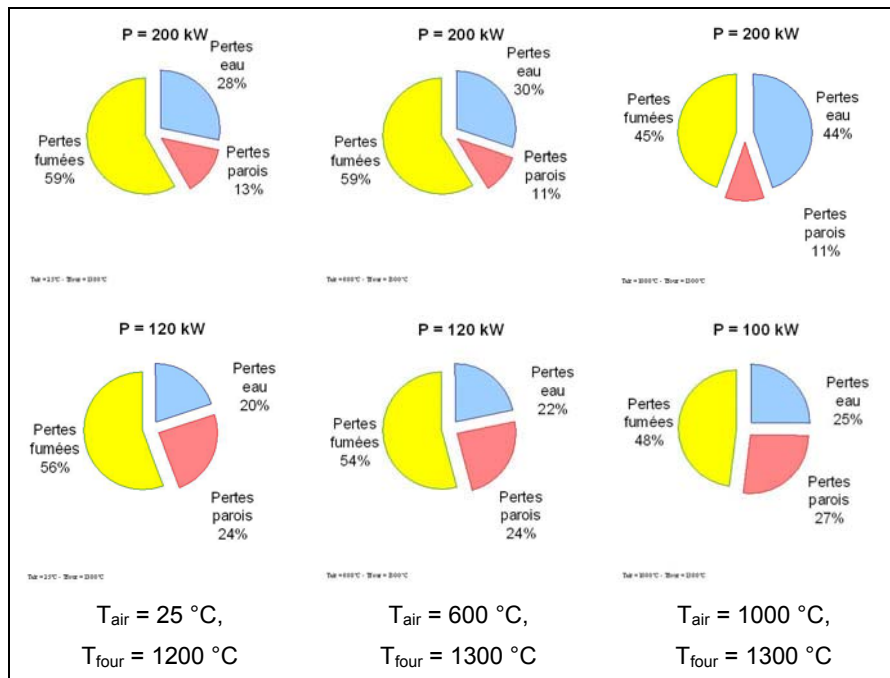 P = 200 kW
Pertes
eau
28%
Pertes
fumées
59%
Pertes
parois
13%
P = 200 kW
Pertes
eau
30%
Pertes
fumées
59%
Pertes
parois
11%
P = 200 kW
Pertes
fumées
45%
Pertes
eau
44%
Pertes
parois
11%
P = 120 kW
Pertes
eau
20%
Pertes
fumées
56%
Pertes
parois
24%
P = 120 kW
Pertes
eau
22%
Pertes
fumées
54%
Pertes
parois
24%
P = 100 kW
Pertes
fumées
48%
Pertes
eau
25%
Pertes
parois
27%
Tair = 25 °C,
Tfour = 1200 °C
Tair = 600 °C,
Tfour = 1300 °C
Tair = 1000 °C,
Tfour = 1300 °C